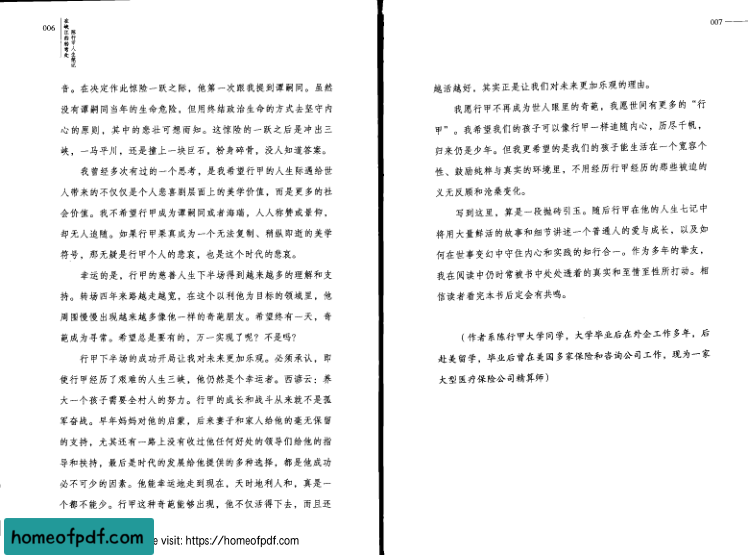 006
在峡江的转弯处
陈行甲人生笔记
音。在决定作此惊险一跃之际，他第一次跟我提到谭嗣同。虽然
没有谭嗣同当年的生命危险，但用终结政治生命的方式去坚守内
心的原则，其中的悲壮可想而知。这惊险的一跃之后是冲出三
峡，一马平川，还是撞上一块巨石，粉身碎骨，没人知道答案。
我曾经多次有过的一个思考，是我希望行甲的人生际遇给世
人带来的不仅仅是个人悲喜剧层面上的美学价值，而是更多的社
会价值。我不希望行甲成为谭嗣同或者海瑞，人人称赞或景仰，
却无人追随。如果行甲果真成为一个无法复制、稍纵即逝的美学
符号，那无疑是行甲个人的悲哀，也是这个时代的悲哀。
幸运的是，行甲的慈善人生下半场得到越来越多的理解和支
持。转场四年来路越走越宽，在这个以利他为目标的领域里，他
周围慢慢出现越来越多像他一样的奇葩朋友。希望终有一天，奇
葩成为寻常。希望总是要有的，万一实现了呢？不是吗？
行甲下半场的成功开局让我对未来更加乐观。必须承认，即
使行甲经历了艰难的人生三峡，他仍然是个幸运者。西谚云：养
大一个孩子需要全村人的努力。行甲的成长和战斗从来就不是孤
军奋战。早年妈妈对他的启蒙，后来妻子和家人给他的毫无保留
的支持，尤其还有一路上没有收过他任何好处的领导们给他的指
导和扶持，最后是时代的发展给他提供的多种选择，都是他成功
必不可少的因素。他能幸运地走到现在，天时地利人和，真是一
个都不能少。行甲这种奇葩能够出现，他不仅活得下去，而且还
007
越活越好，其实正是让我们对未来更加乐观的理由。
我愿行甲不再成为世人眼里的奇葩，我愿世间有更多的“行
甲”。我希望我们的孩子可以像行甲一样追随内心，历尽千帆，
归来仍是少年。但我更希望的是我们的孩子能生活在一个宽容个
性、鼓励纯粹与真实的环境里，不用经历行甲经历的那些被迫的
义无反顾和沧桑变化。
写到这里，算是一段抛砖引玉。随后行甲在他的人生七记中
将用大量鲜活的故事和细节讲述一个普通人的爱与成长，以及如
何在世事变幻中守住内心和实践的知行合一。作为多年的挚友，
我在阅读中仍时常被书中处处透着的真实和至情至性所打动。相
信读者看完本书后定会有共鸣。
（作者系陈行甲大学同学，大学毕业后在外企工作多年，后
赴美留学，毕业后曾在美国多家保险和咨询公司工作，现为一家
大型医疗保险公司精算师）
homeofpdf.com
e visit: https://homeofpdf.com